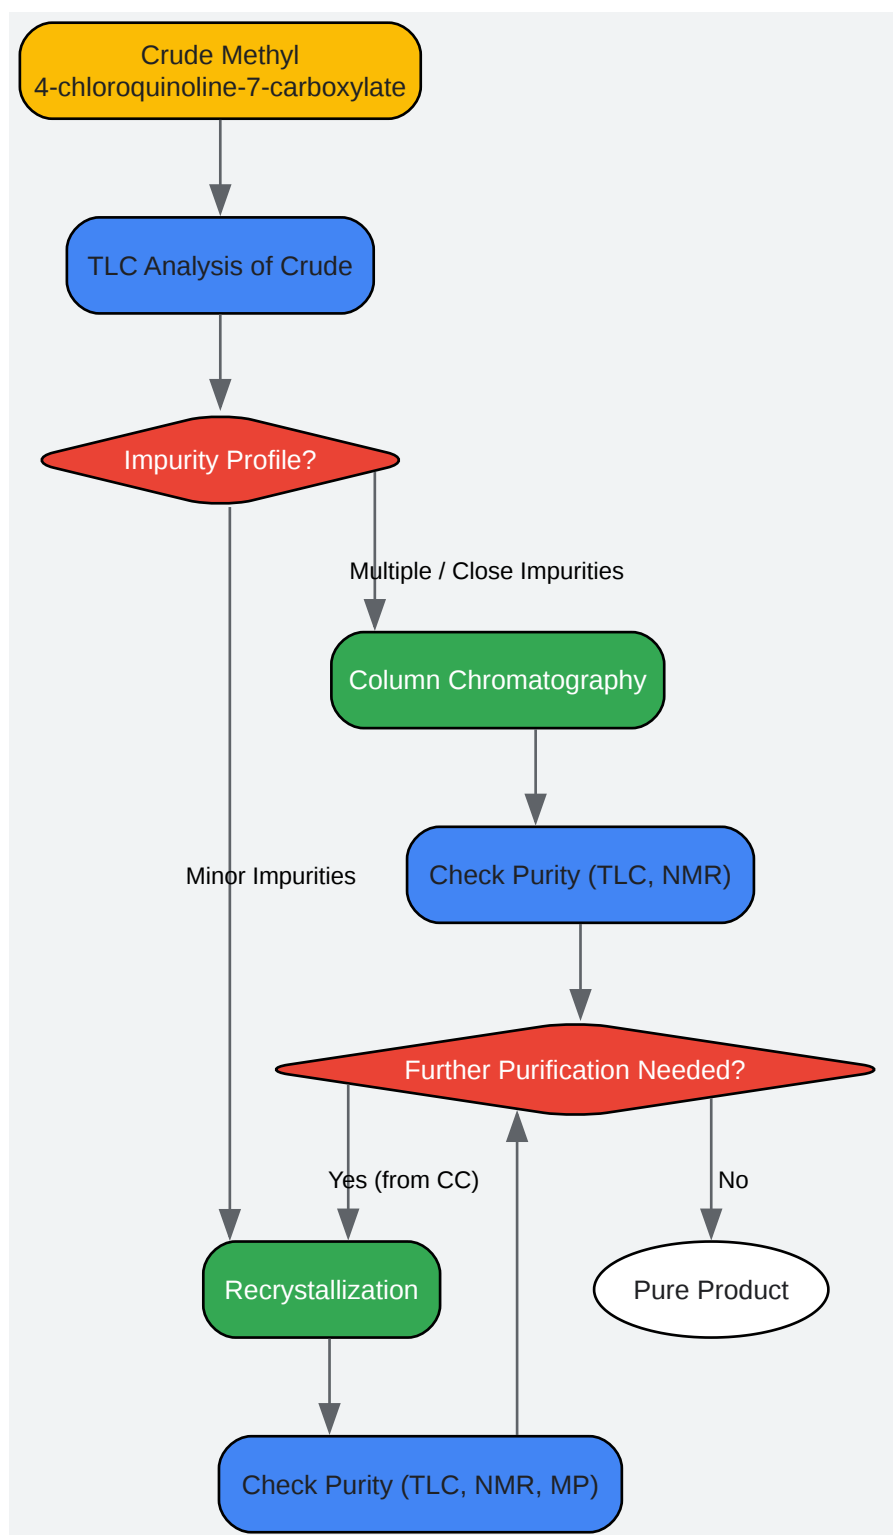 Crude Methyl
4-chloroquinoline-7-carboxylate
TLC Analysis of Crude
Impurity Profile?
Multiple / Close Impurities
Column Chromatography
Minor Impurities
Check Purity (TLC, NMR)
Further Purification Needed?
Yes (from CC)
No
Recrystallization
Pure Product
Check Purity (TLC, NMR, MP)